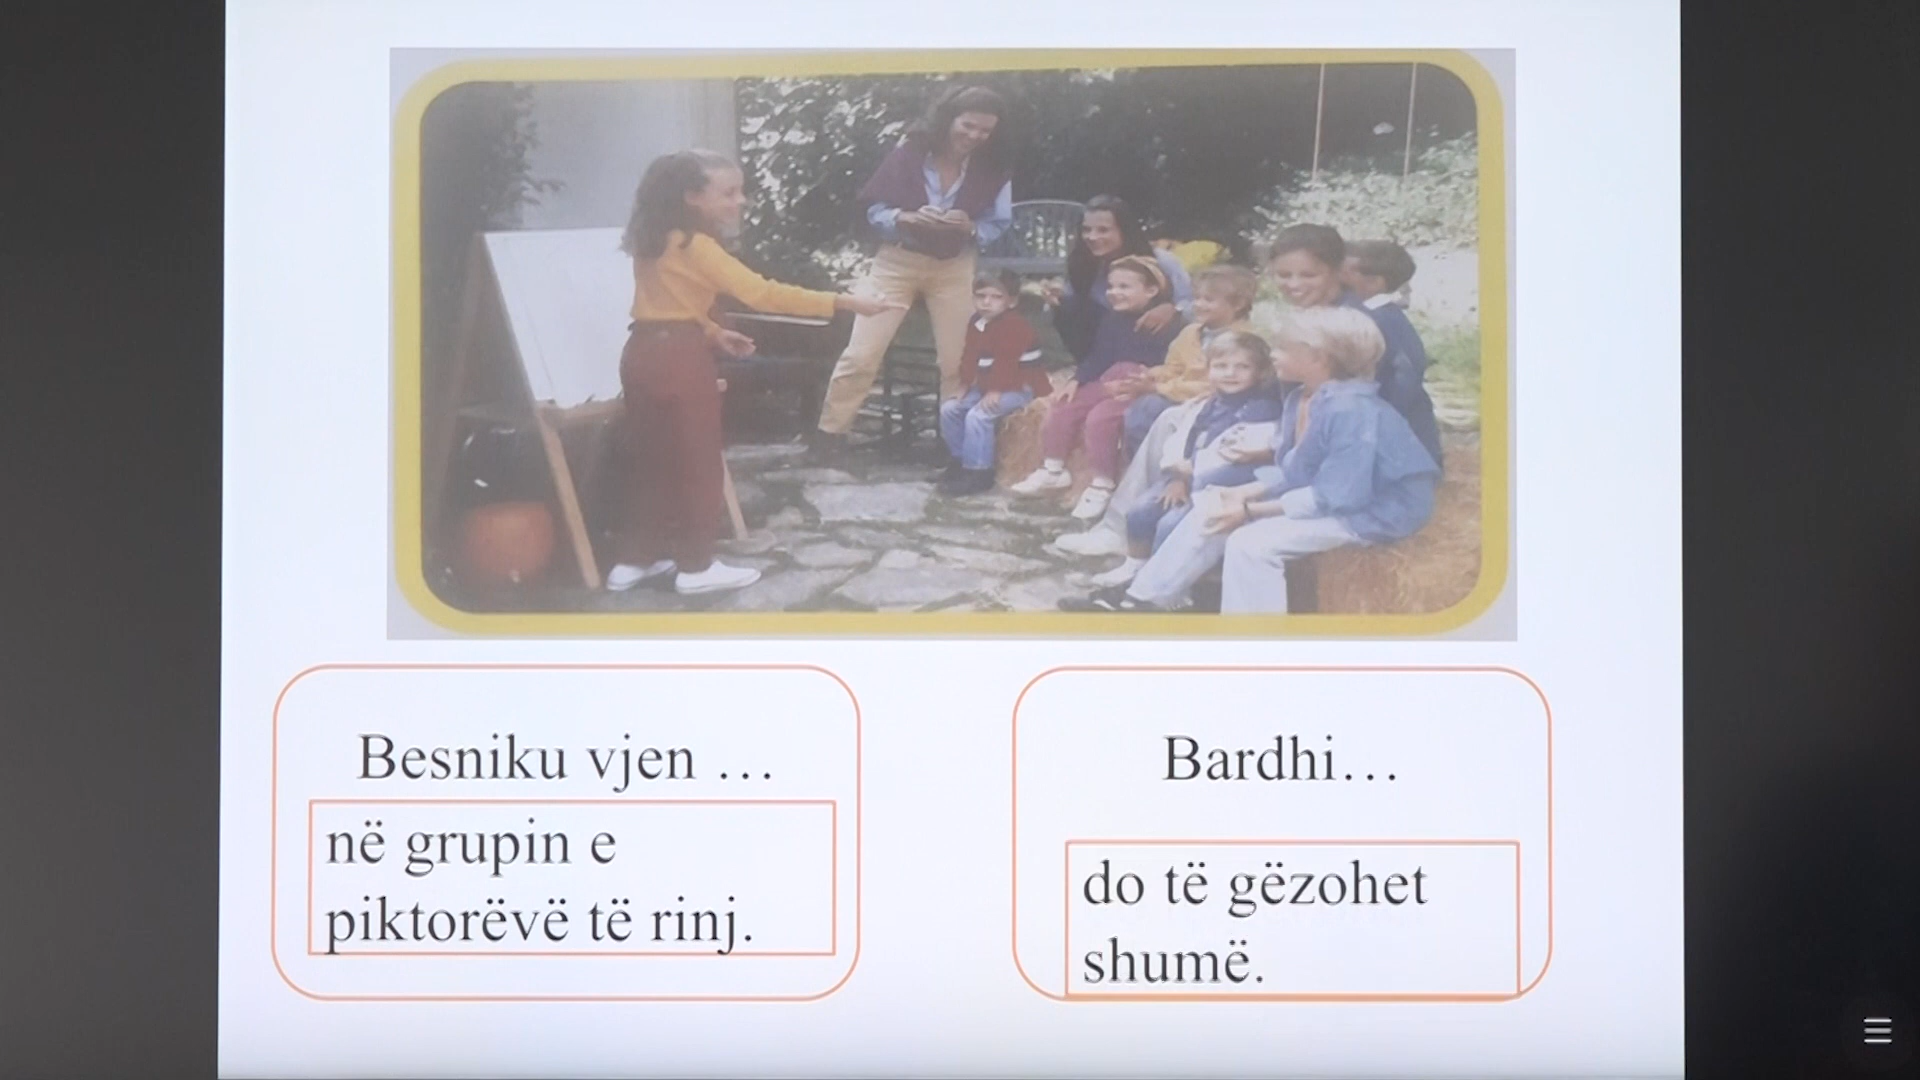 Besniku vjen …
në grupin e
piktorëvë të rinj.
Bardhi…
do të gëzohet
shumë.